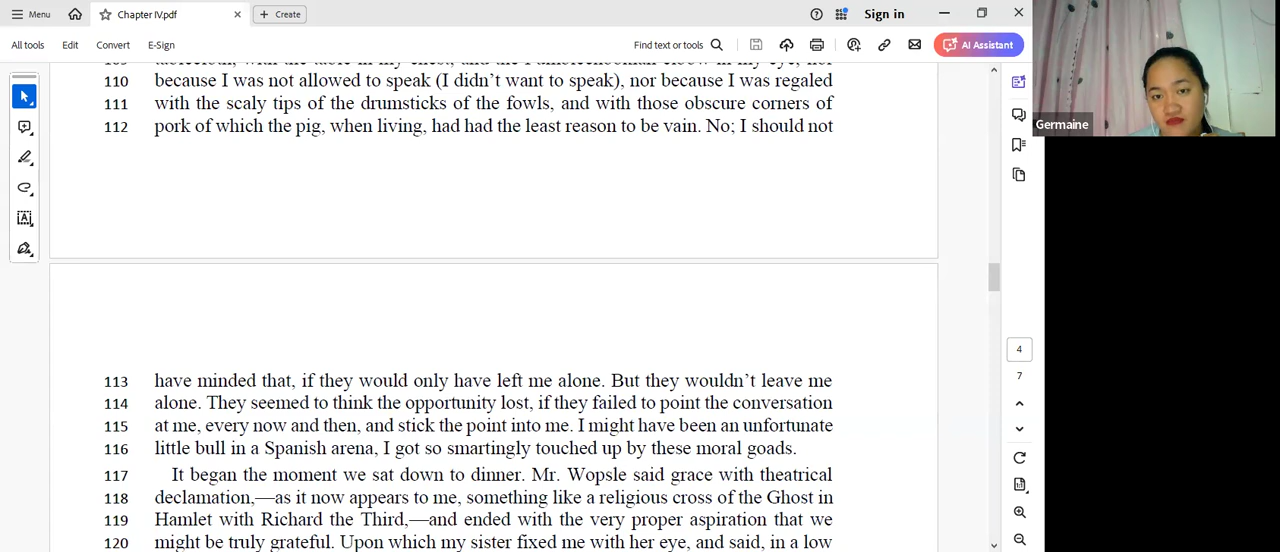 Menu
Chapter IV.pdf
Create
Sign in
All tools
Edit
Convert
E-Sign
Find text or tools
AI Assistant
110 because I was not allowed to speak (I didn't want to speak), nor because I was regaled
111 with the scaly tips of the drumsticks of the fowls, and with those obscure corners of
112 pork of which the pig, when living, had had the least reason to be vain. No; I should not
113 have minded that, if they would only have left me alone. But they wouldn't leave me
114 alone. They seemed to think the opportunity lost, if they failed to point the conversation
115 at me, every now and then, and stick the point into me. I might have been an unfortunate
116 little bull in a Spanish arena, I got so smartingly touched up by these moral goads.
117 It began the moment we sat down to dinner. Mr. Wopsle said grace with theatrical
118 declamation,—as it now appears to me, something like a religious cross of the Ghost in
119 Hamlet with Richard the Third,—and ended with the very proper aspiration that we
120 might be truly grateful. Upon which my sister fixed me with her eye, and said, in a low
4
7
Germaine